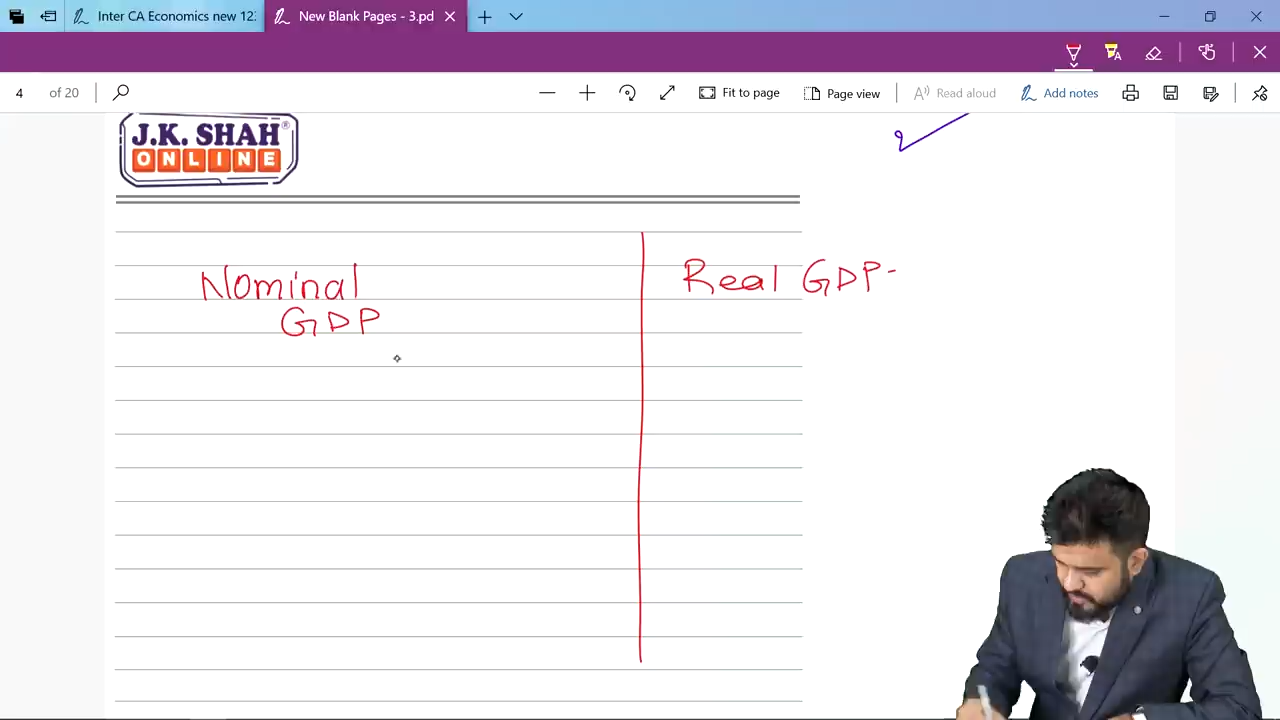 Inter CA Economics new 12
New Blank Pages - 3.pd
4 of 20
Fit to page
Page view
Read aloud
Add notes
J.K. SHAH®
ONLINE
Nominal
GDP
Real GDP-